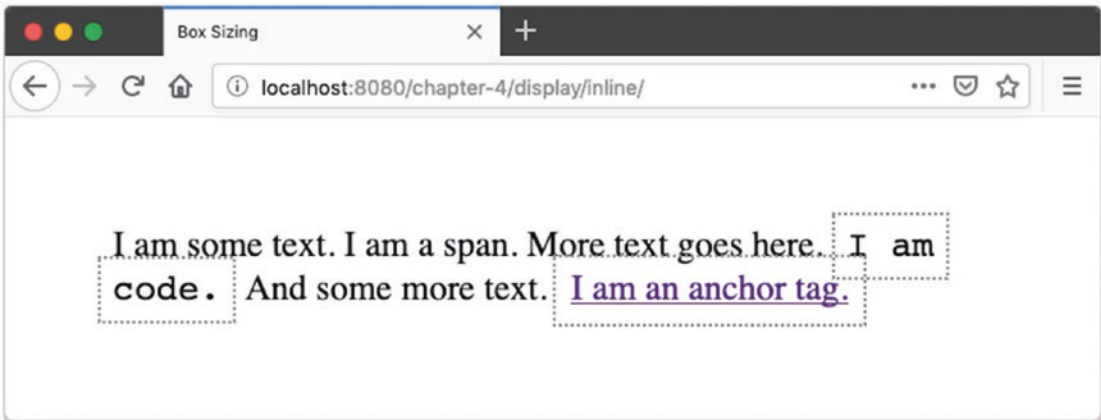 Box Sizing
localhost:8080/chapter-4/display/inline/
I am some text. I am a span. More text goes here. I am
code. And some more text. I am an anchor tag.